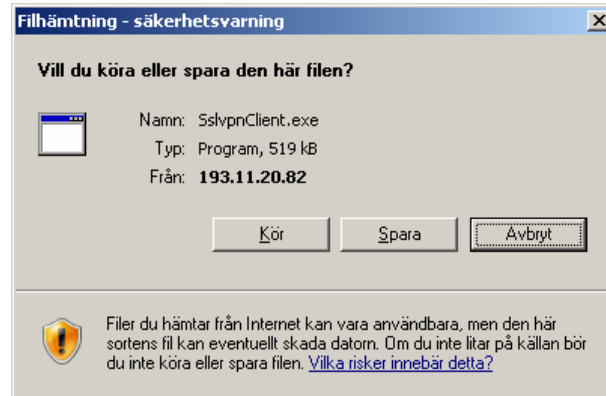 Filhämtning - säkerhetsvarning
Vill du köra eller spara den här filen?
Namn: SslvpnClient.exe
Typ: Program, 519 kB
Från: 193.11.20.82
Kör Spara Avbryt
Filer du hämtar från Internet kan vara användbara, men den här
sortens fil kan eventuellt skada datorn. Om du inte litar på källan bör
du inte köra eller spara filen. Vilka risker innebär detta?